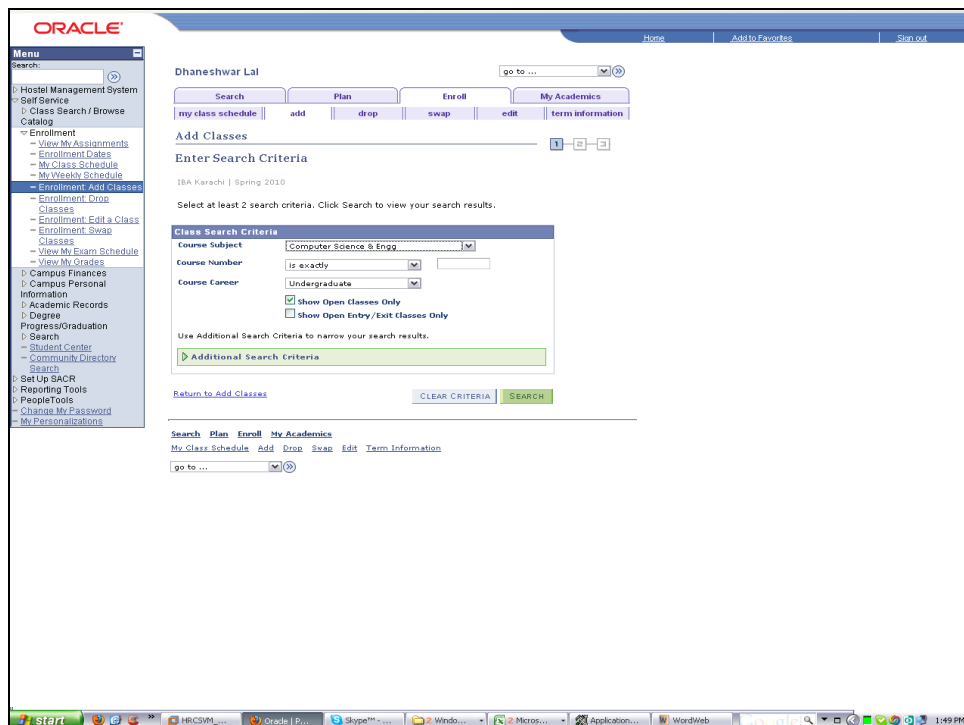 ORACLE
Home
Add to Favorites
Sign out
Menu
Search:
Hostel Management System
Self Service
Class Search / Browse
Catalog
Enrollment
View My Assignments
Enrollment Dates
My Class Schedule
My Weekly Schedule
Enrollment: Add Classes
Enrollment: Drop
Classes
Enrollment: Edit a Class
Enrollment: Swap
Classes
View My Exam Schedule
View My Grades
Campus Finances
Campus Personal
Information
Academic Records
Degree
Progress/Graduation
Search
Student Center
Community Directory
Search
Set Up SACR
Reporting Tools
PeopleTools
Change My Password
My Personalizations
Dhaneshwar Lal
go to ...
Search
Plan
Enroll
My Academics
my class schedule
add
drop
swap
edit
term information
Add Classes
1
2
3
Enter Search Criteria
IBA Karachi | Spring 2010
Select at least 2 search criteria. Click Search to view your search results.
Class Search Criteria
Course Subject
Computer Science & Engg
Course Number
is exactly
Course Career
Undergraduate
Show Open Classes Only
Show Open Entry/Exit Classes Only
Use Additional Search Criteria to narrow your search results.
Additional Search Criteria
Return to Add Classes
CLEAR CRITERIA
SEARCH
Search Plan Enroll My Academics
My Class Schedule Add Drop Swap Edit Term Information
go to ...
start
HRCSVM_...
Oracle | P...
Skype™ - ...
2 Windo...
2 Micros...
Application...
WordWeb
1:49 PM